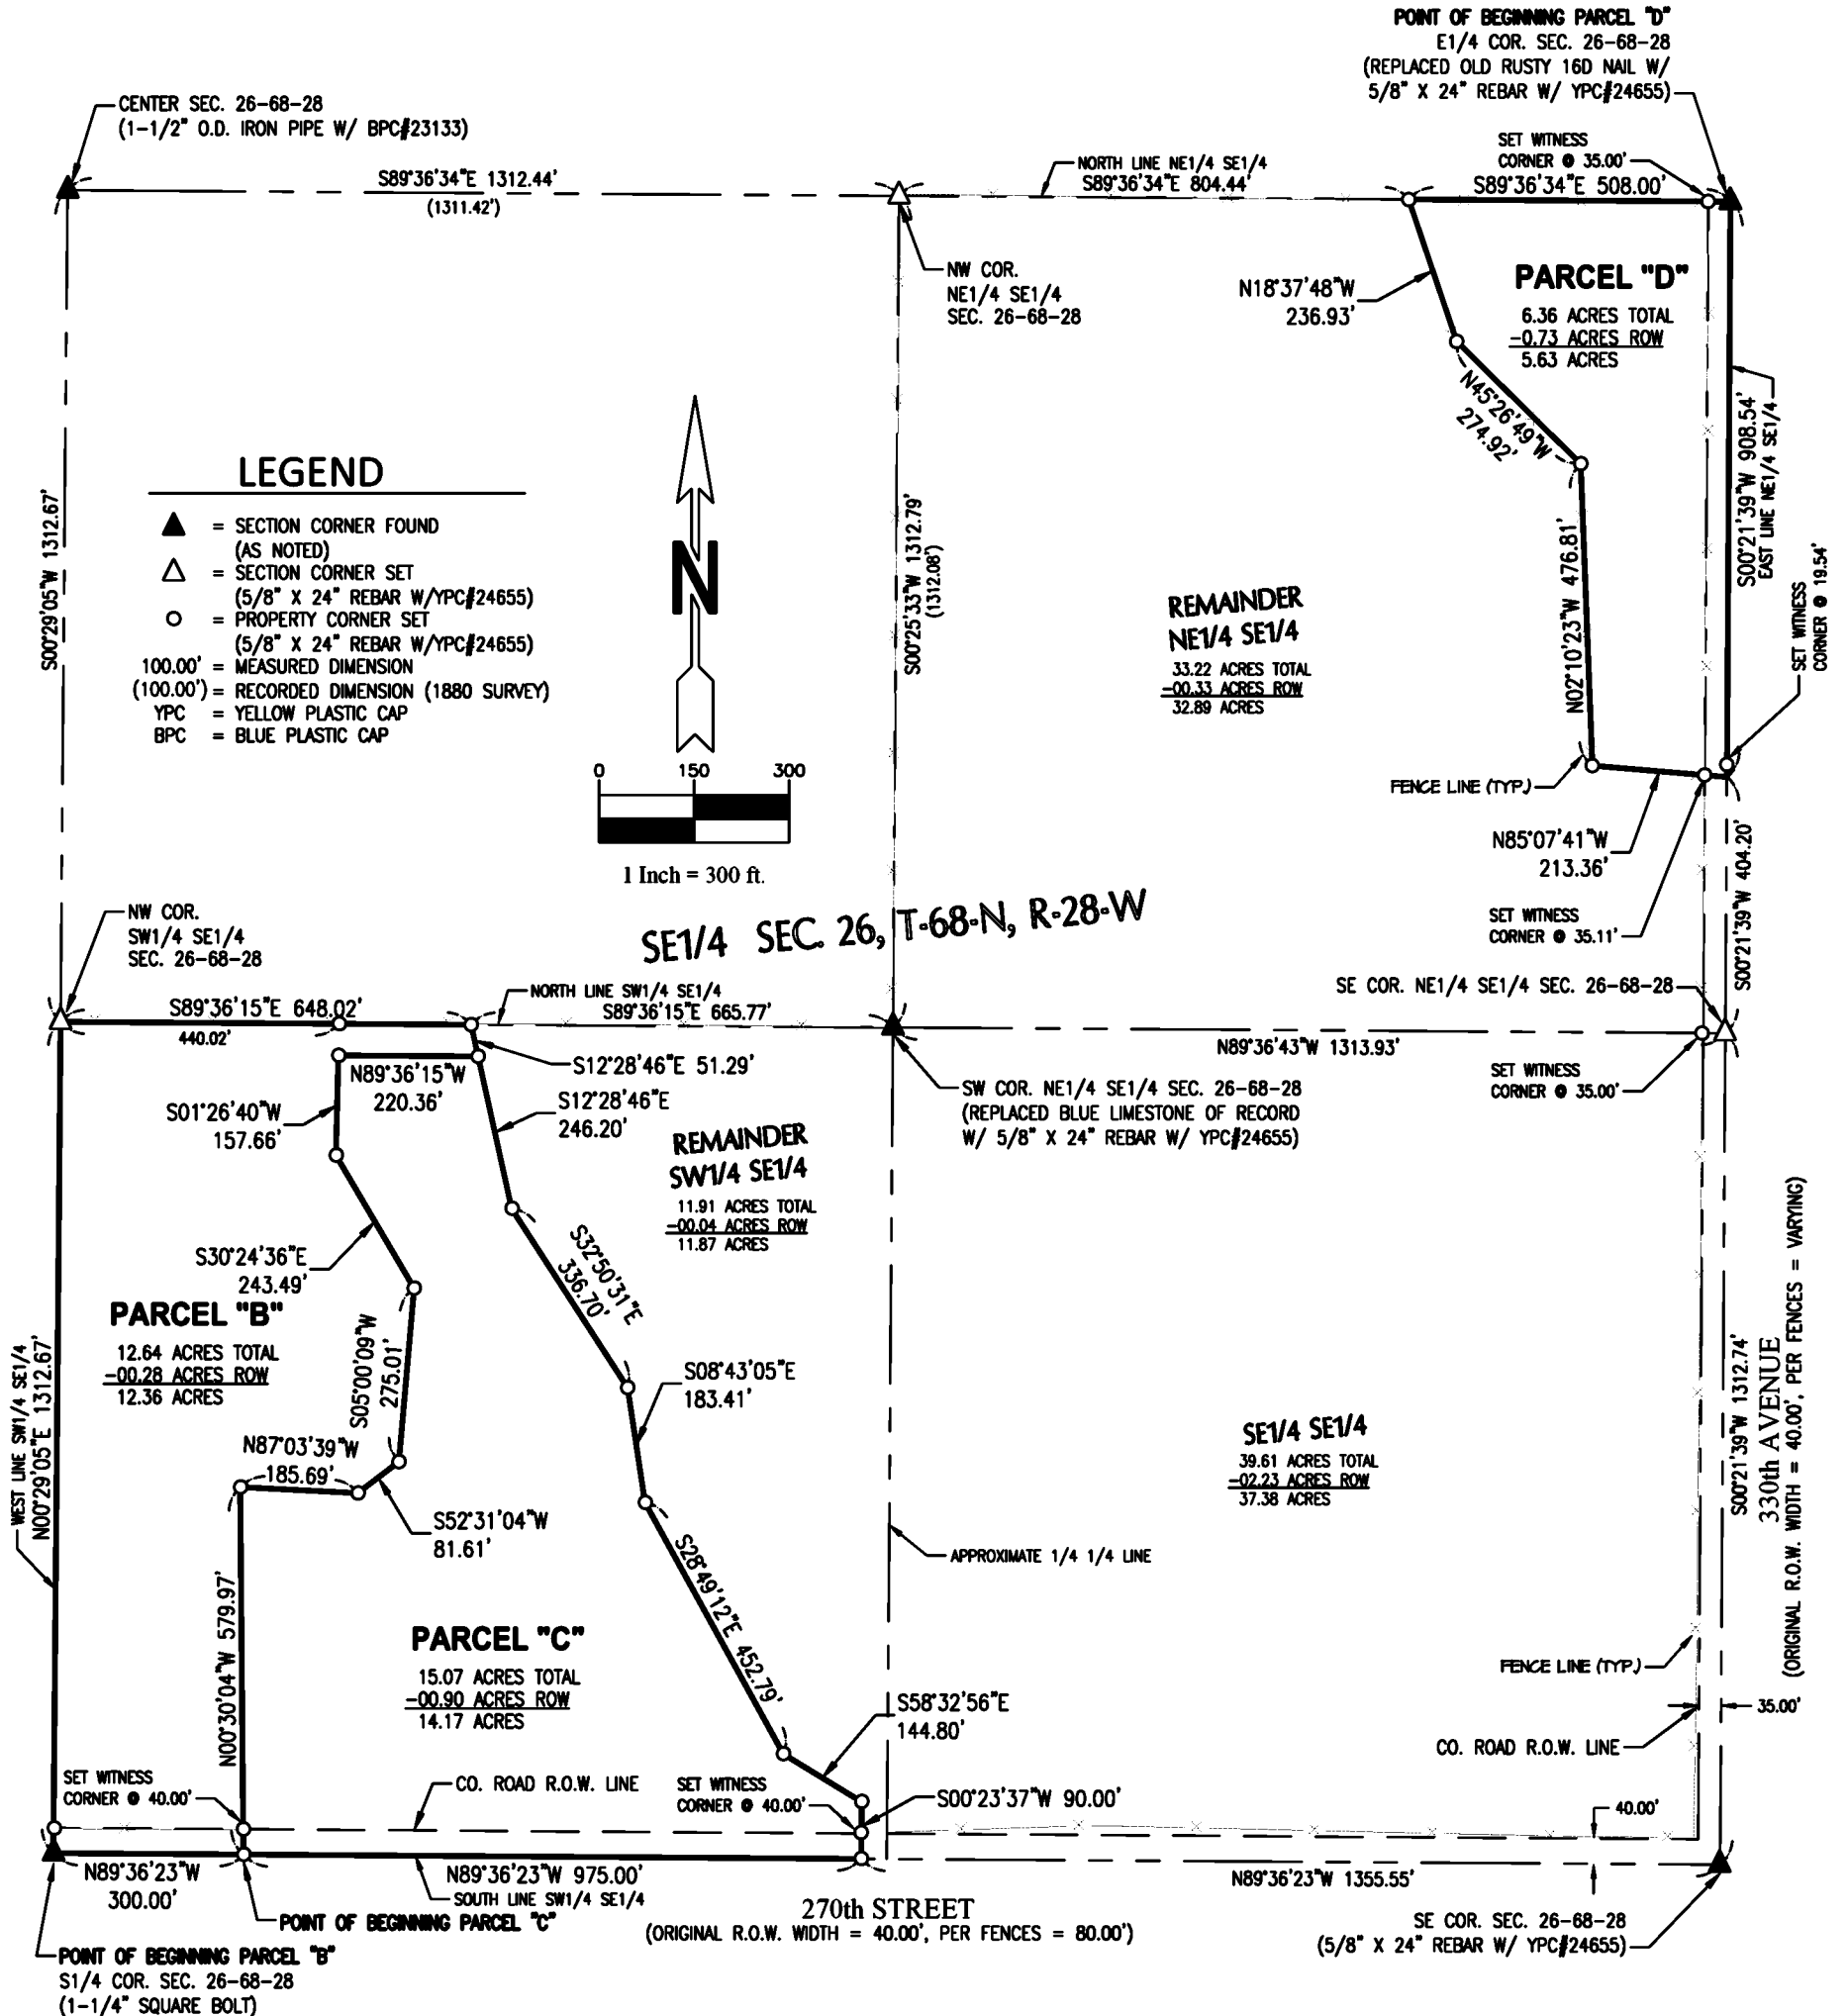 POINT OF BEGINNING PARCEL "D"
E1/4 COR. SEC. 26-68-28
(REPLACED OLD RUSTY 16D NAIL W/
5/8" X 24" REBAR W/ YPC#24655)
CENTER SEC. 26-68-28
(1-1/2" O.D. IRON PIPE W/ BPC#23133)
SET WITNESS
CORNER @ 35.00'
S89°36'34"E 1312.44'
(1311.42')
NORTH LINE NE1/4 SE1/4
S89°36'34"E 804.44'
S89°36'34"E 508.00'
NW COR.
NE1/4 SE1/4
SEC. 26-68-28
N18°37'48"W
236.93'
PARCEL "D"
6.36 ACRES TOTAL
-0.73 ACRES ROW
5.63 ACRES
N45°26'49"W
274.92'
S00°21'39"W 908.54'
EAST LINE NE1/4 SE1/4
LEGEND
= SECTION CORNER FOUND
(AS NOTED)
= SECTION CORNER SET
(5/8" X 24" REBAR W/YPC#24655)
= PROPERTY CORNER SET
(5/8" X 24" REBAR W/YPC#24655)
100.00' = MEASURED DIMENSION
(100.00') = RECORDED DIMENSION (1880 SURVEY)
YPC = YELLOW PLASTIC CAP
BPC = BLUE PLASTIC CAP
N
S00°29'05"W 1312.67'
S00°25'33"W 1312.79'
(1312.08')
N02°10'23"W 476.81'
SET WITNESS
CORNER @ 19.54'
REMAINDER
NE1/4 SE1/4
33.22 ACRES TOTAL
-00.33 ACRES ROW
32.89 ACRES
0 150 300
1 Inch = 300 ft.
FENCE LINE (TYP.)
N85°07'41"W
213.36'
SET WITNESS
CORNER @ 35.11'
S00°21'39"W 404.20'
NW COR.
SW1/4 SE1/4
SEC. 26-68-28
SE1/4 SEC. 26, T-68-N, R-28-W
SE COR. NE1/4 SE1/4 SEC. 26-68-28
S89°36'15"E 648.02'
440.02'
NORTH LINE SW1/4 SE1/4
S89°36'15"E 665.77'
N89°36'43"W 1313.93'
S12°28'46"E 51.29'
N89°36'15"W
220.36'
SET WITNESS
CORNER @ 35.00'
SW COR. NE1/4 SE1/4 SEC. 26-68-28
(REPLACED BLUE LIMESTONE OF RECORD
W/ 5/8" X 24" REBAR W/ YPC#24655)
S01°26'40"W
157.66'
S12°28'46"E
246.20'
REMAINDER
SW1/4 SE1/4
11.91 ACRES TOTAL
-00.04 ACRES ROW
11.87 ACRES
S30°24'36"E
243.49'
S32°50'31"E
336.70'
PARCEL "B"
12.64 ACRES TOTAL
-00.28 ACRES ROW
12.36 ACRES
S05°00'09"W
275.01'
S08°43'05"E
183.41'
WEST LINE SW1/4 SE1/4
N00°29'05"E 1312.67'
N87°03'39"W
185.69'
S52°31'04"W
81.61'
SE1/4 SE1/4
39.61 ACRES TOTAL
-02.23 ACRES ROW
37.38 ACRES
S00°21'39"W 1312.74'
330th AVENUE
(ORIGINAL R.O.W. WIDTH = 40.00', PER FENCES = VARYING)
APPROXIMATE 1/4 1/4 LINE
S28°49'12"E 452.79'
N00°30'04"W 579.97'
PARCEL "C"
15.07 ACRES TOTAL
-00.90 ACRES ROW
14.17 ACRES
FENCE LINE (TYP.)
S58°32'56"E
144.80'
35.00'
CO. ROAD R.O.W. LINE
SET WITNESS
CORNER @ 40.00'
CO. ROAD R.O.W. LINE
SET WITNESS
CORNER @ 40.00'
S00°23'37"W 90.00'
40.00'
N89°36'23"W
300.00'
N89°36'23"W 975.00'
SOUTH LINE SW1/4 SE1/4
N89°36'23"W 1355.55'
270th STREET
(ORIGINAL R.O.W. WIDTH = 40.00', PER FENCES = 80.00')
POINT OF BEGINNING PARCEL "C"
SE COR. SEC. 26-68-28
(5/8" X 24" REBAR W/ YPC#24655)
POINT OF BEGINNING PARCEL "B"
S1/4 COR. SEC. 26-68-28
(1-1/4" SQUARE BOLT)